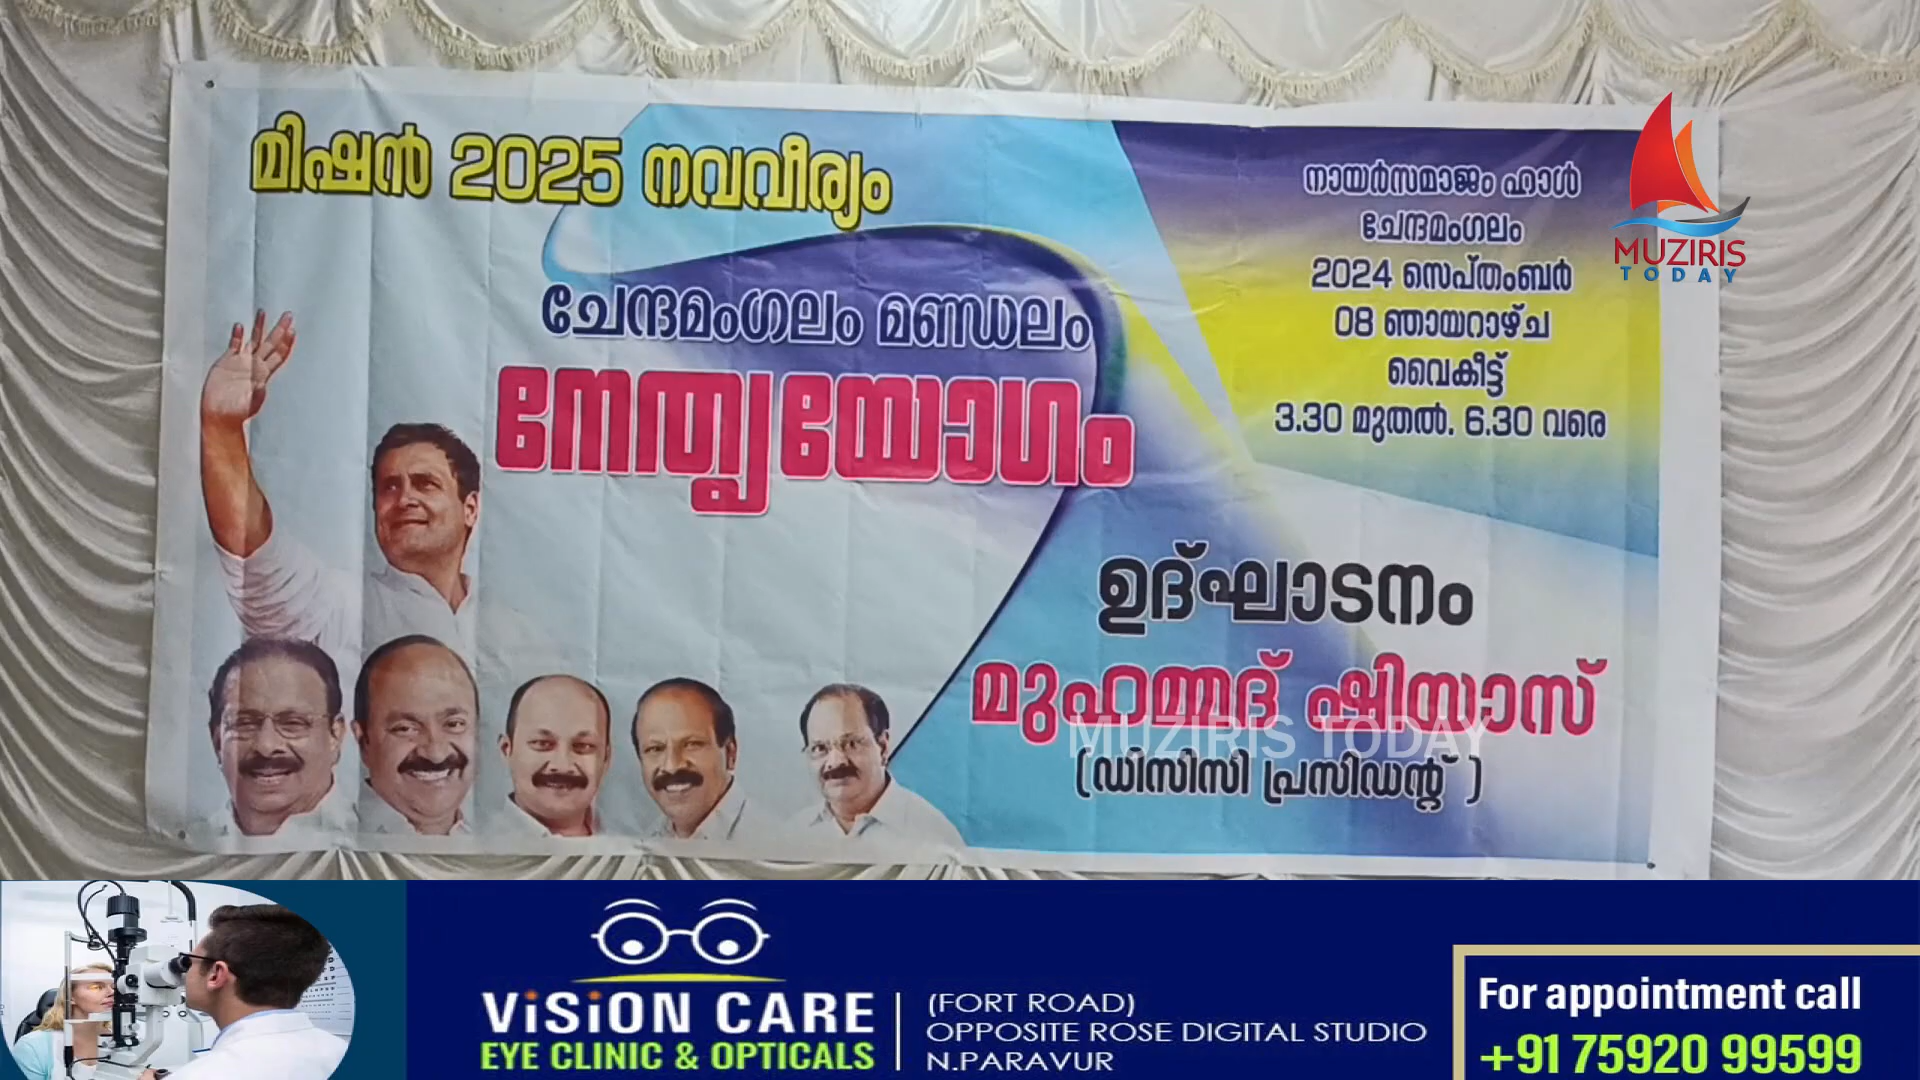 മിഷൻ 2025 നവവീര്യം
ചേന്ദമംഗലം മണ്ഡലം
നേതൃയോഗം
നായർസമാജം ഹാൾ
ചേന്ദമംഗലം
2024 സെപ്തംബർ
08 ഞായറാഴ്ച
വൈകീട്ട്
3.30 മുതൽ. 6.30 വരെ
ഉദ്ഘാടനം
മുഹമ്മദ് ഷിയാസ്
(ഡിസിസി പ്രസിഡന്റ് )
MUZIRIS
TODAY
MUZIRIS TODAY
ViSiON CARE
EYE CLINIC & OPTICALS
(FORT ROAD)
OPPOSITE ROSE DIGITAL STUDIO
N.PARAVUR
For appointment call
+91 75920 99599